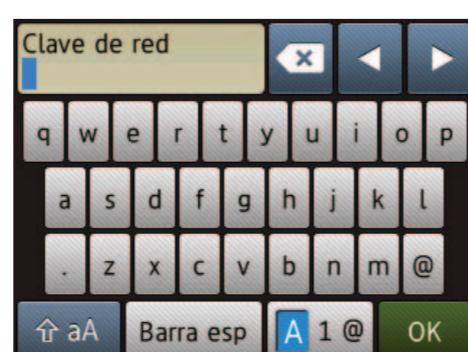 Clave de red
q w e r t y u i o p
a s d f g h j k l
. z x c v b n m @
aA Barra esp A 1 @ OK